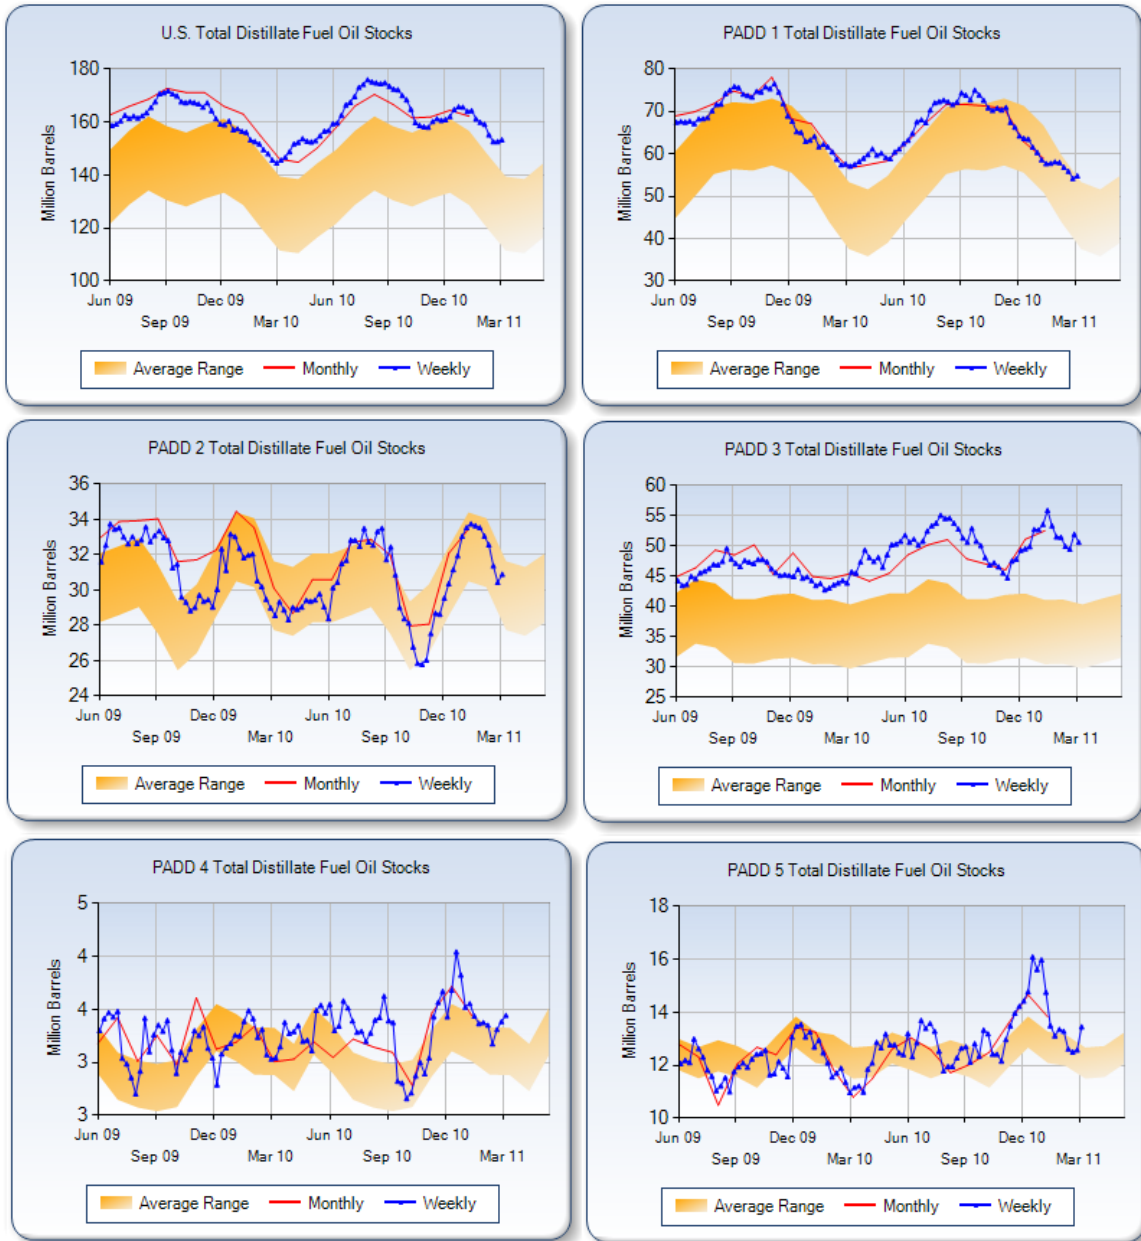 U.S. Total Distillate Fuel Oil Stocks
Million Barrels
180
160
140
120
100
Jun 09 Dec 09 Jun 10 Dec 10
Sep 09 Mar 10 Sep 10 Mar 11
Average Range Monthly Weekly
PADD 1 Total Distillate Fuel Oil Stocks
Million Barrels
80
70
60
50
40
30
Jun 09 Dec 09 Jun 10 Dec 10
Sep 09 Mar 10 Sep 10 Mar 11
Average Range Monthly Weekly
PADD 2 Total Distillate Fuel Oil Stocks
Million Barrels
36
34
32
30
28
26
24
Jun 09 Dec 09 Jun 10 Dec 10
Sep 09 Mar 10 Sep 10 Mar 11
Average Range Monthly Weekly
PADD 3 Total Distillate Fuel Oil Stocks
Million Barrels
60
55
50
45
40
35
30
25
Jun 09 Dec 09 Jun 10 Dec 10
Sep 09 Mar 10 Sep 10 Mar 11
Average Range Monthly Weekly
PADD 4 Total Distillate Fuel Oil Stocks
Million Barrels
5
4
4
3
3
Jun 09 Dec 09 Jun 10 Dec 10
Sep 09 Mar 10 Sep 10 Mar 11
Average Range Monthly Weekly
PADD 5 Total Distillate Fuel Oil Stocks
Million Barrels
18
16
14
12
10
Jun 09 Dec 09 Jun 10 Dec 10
Sep 09 Mar 10 Sep 10 Mar 11
Average Range Monthly Weekly